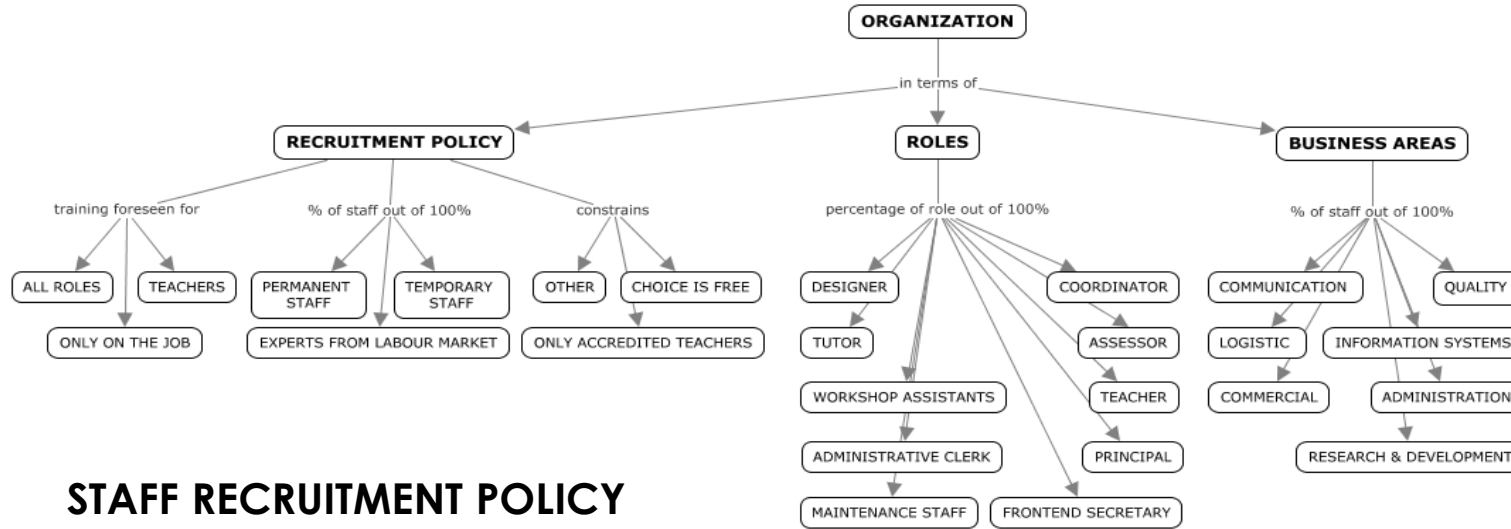 ORGANIZATION
in terms of
RECRUITMENT POLICY
ROLES
BUSINESS AREAS
training foreseen for
% of staff out of 100%
constrains
percentage of role out of 100%
% of staff out of 100%
ALL ROLES
TEACHERS
PERMANENT
STAFF
TEMPORARY
STAFF
OTHER
CHOICE IS FREE
DESIGNER
COORDINATOR
COMMUNICATION
QUALITY
ONLY ON THE JOB
EXPERTS FROM LABOUR MARKET
ONLY ACCREDITED TEACHERS
TUTOR
ASSESSOR
LOGISTIC
INFORMATION SYSTEMS
WORKSHOP ASSISTANTS
TEACHER
COMMERCIAL
ADMINISTRATION
ADMINISTRATIVE CLERK
PRINCIPAL
RESEARCH & DEVELOPMENT
STAFF RECRUITMENT POLICY
MAINTENANCE STAFF
FRONTEND SECRETARY